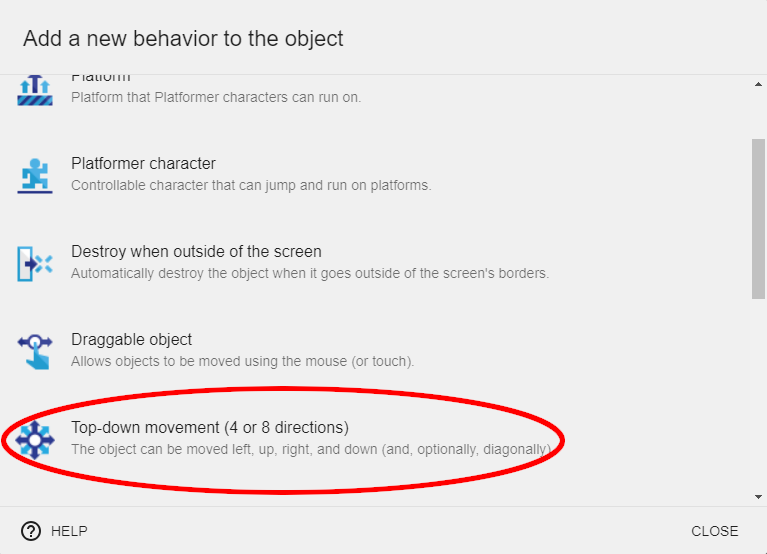 Add a new behavior to the object
Platform
Platform that Platformer characters can run on.
Platformer character
Controllable character that can jump and run on platforms.
Destroy when outside of the screen
Automatically destroy the object when it goes outside of the screen's borders.
Draggable object
Allows objects to be moved using the mouse (or touch).
Top-down movement (4 or 8 directions)
The object can be moved left, up, right, and down (and, optionally, diagonally).
HELP
CLOSE